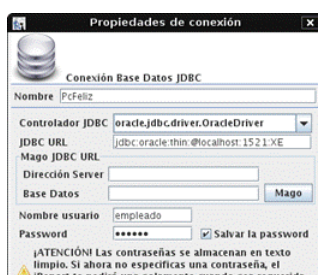 Propiedades de conexión
Conexión Base Datos JDBC
Nombre PcFeliz
Controlador JDBC oracle.jdbc.driver.OracleDriver
JDBC URL jdbc:oracle:thin:@localhost:1521:XE
Mago JDBC URL
Dirección Server
Base Datos Mago
Nombre usuario empleado
Password •••••• Salvar la password
¡ATENCIÓN! Las contraseñas se almacenan en texto
limpio. Si ahora no especificas una contraseña, el